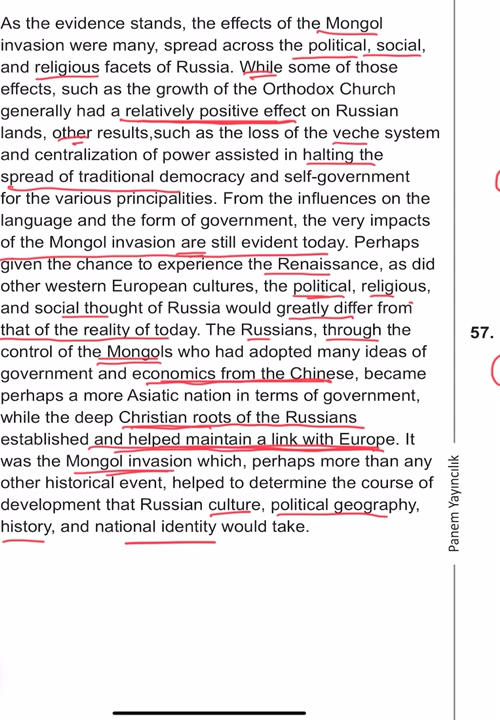 As the evidence stands, the effects of the Mongol
invasion were many, spread across the political, social,
and religious facets of Russia. While some of those
effects, such as the growth of the Orthodox Church
generally had a relatively positive effect on Russian
lands, other results,such as the loss of the veche system
and centralization of power assisted in halting the
spread of traditional democracy and self-government
for the various principalities. From the influences on the
language and the form of government, the very impacts
of the Mongol invasion are still evident today. Perhaps
given the chance to experience the Renaissance, as did
other western European cultures, the political, religious,
and social thought of Russia would greatly differ from
that of the reality of today. The Russians, through the
control of the Mongols who had adopted many ideas of
government and economics from the Chinese, became
perhaps a more Asiatic nation in terms of government,
while the deep Christian roots of the Russians
established and helped maintain a link with Europe. It
was the Mongol invasion which, perhaps more than any
other historical event, helped to determine the course of
development that Russian culture, political geography,
history, and national identity would take.
57.
Panem Yayıncılık